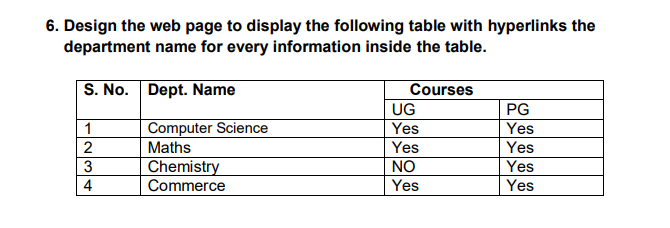 6. Design the web page to display the following table with hyperlinks the
department name for every information inside the table.
S. No. Dept. Name Courses
UG PG
1 Computer Science Yes Yes
2 Maths Yes Yes
3 Chemistry NO Yes
4 Commerce Yes Yes